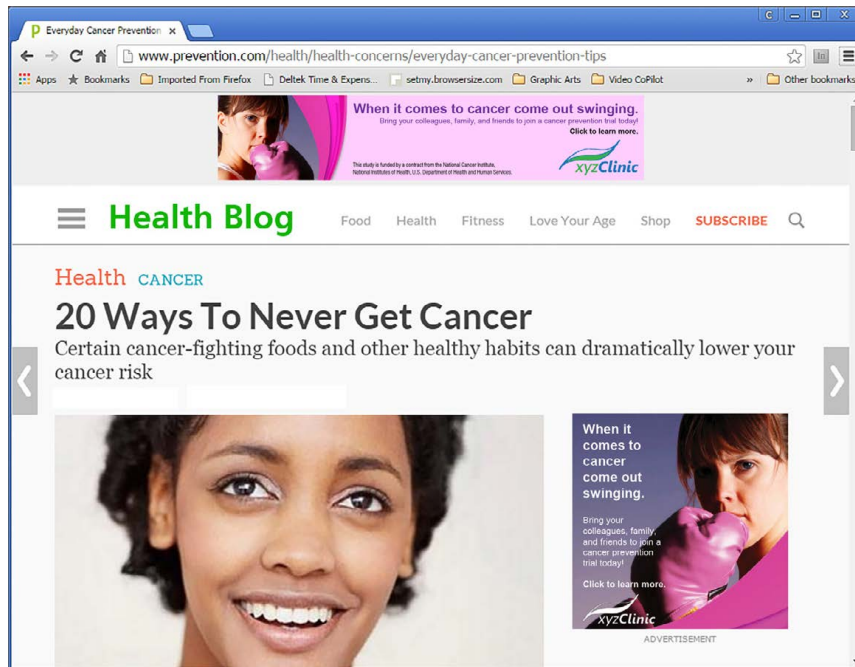 Everyday Cancer Prevention
www.prevention.com/health/health-concerns/everyday-cancer-prevention-tips
Apps Bookmarks Imported From Firefox Deltek Time & Expens... setmy.browsersize.com Graphic Arts Video CoPilot » Other bookmarks
When it comes to cancer come out swinging.
Bring your colleagues, family, and friends to join a cancer prevention trial today!
Click to learn more.
This study is funded by a contract from the National Cancer Institute,
National Institutes of Health, U.S. Department of Health and Human Services.
xyzClinic
Health Blog Food Health Fitness Love Your Age Shop SUBSCRIBE
Health CANCER
20 Ways To Never Get Cancer
Certain cancer-fighting foods and other healthy habits can dramatically lower your
cancer risk
When it
comes to
cancer
come out
swinging.
Bring your
colleagues, family,
and friends to join a
cancer prevention
trial today!
Click to learn more.
xyzClinic
ADVERTISEMENT